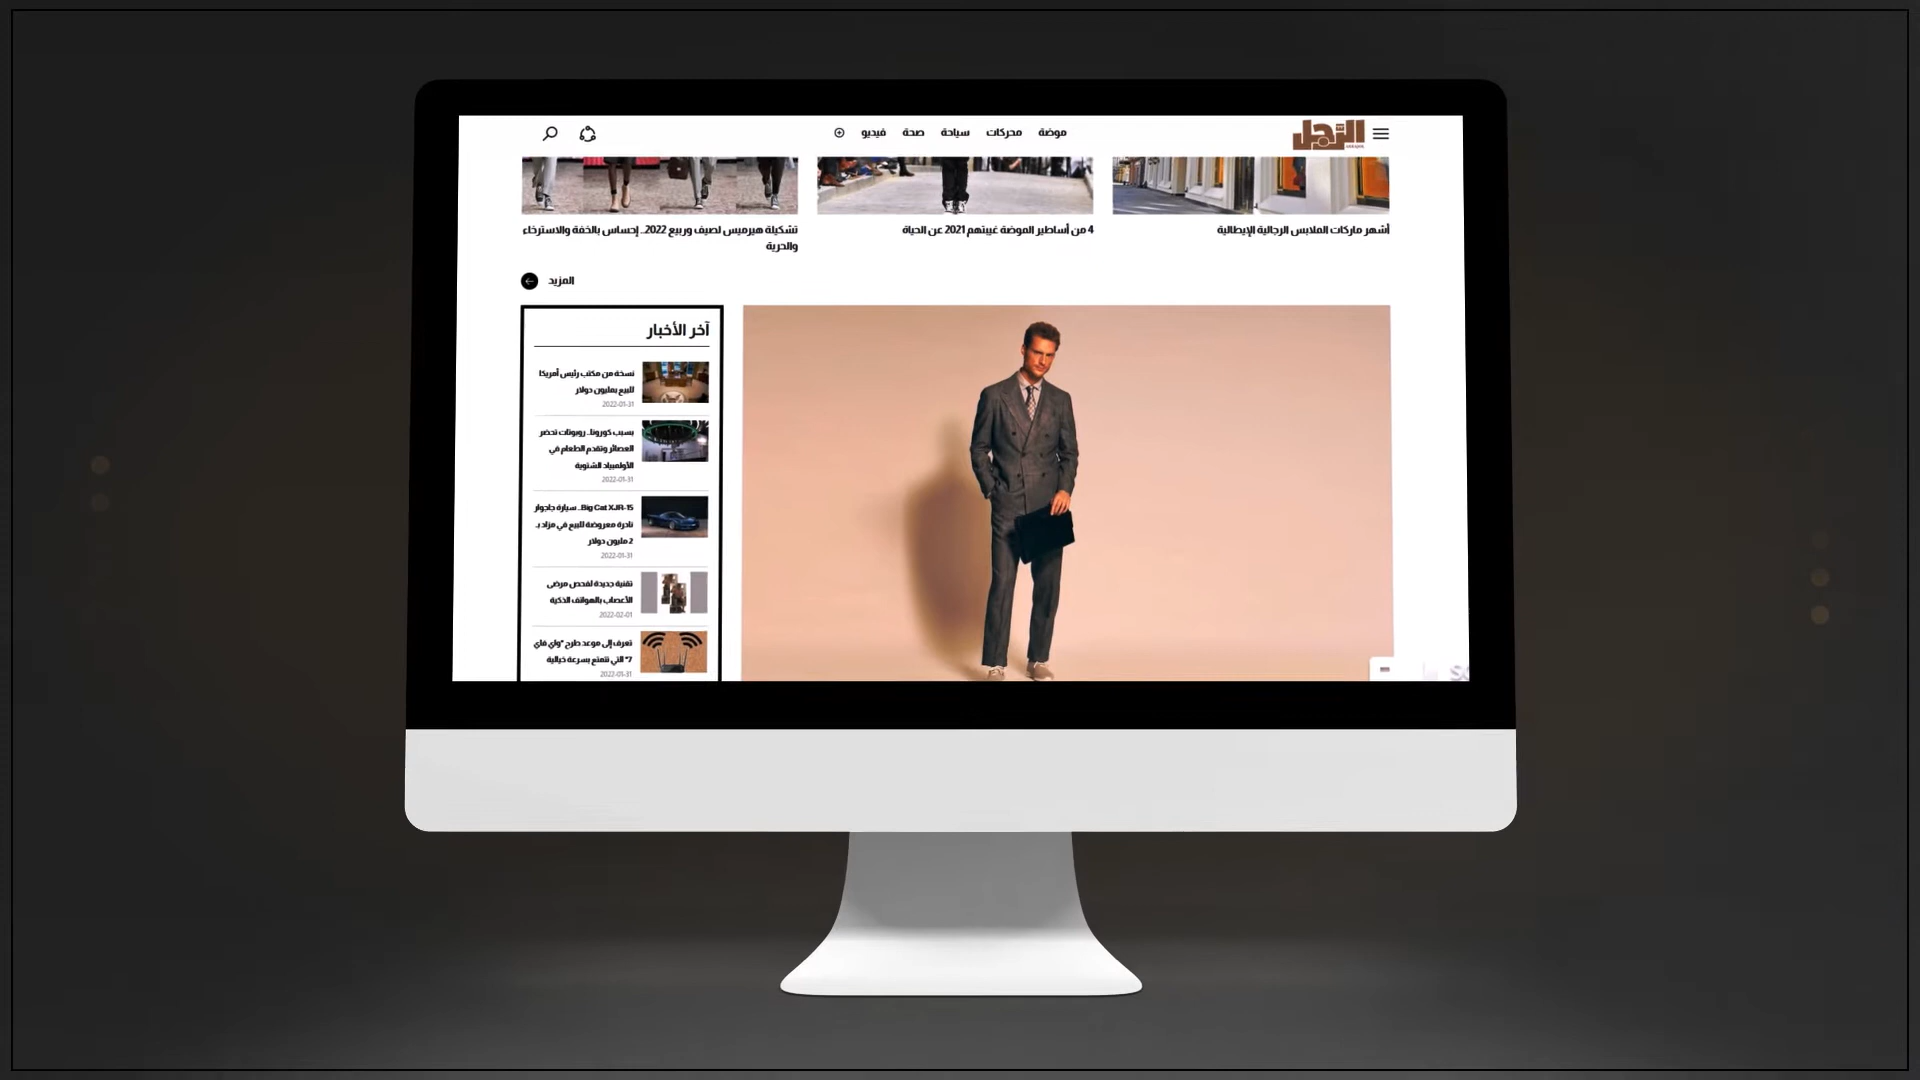 الرجل
ARRAJOL
موضة
محركات
سياحة
صحة
فيديو
أشهر ماركات الملابس الرجالية الإيطالية
4 من أساطير الموضة غيبتهم 2021 عن الحياة
تشكيلة هيرميس لصيف وربيع 2022.. إحساس بالخفة والاسترخاء
والحرية
المزيد
آخر الأخبار
نسخة من مكتب رئيس أمريكا
للبيع بمليون دولار
2022-01-31
بسبب كورونا.. روبوتات تحضر
العصائر وتقدم الطعام في
الأولمبياد الشتوية
2022-01-31
Big Cat XJR-15.. سيارة جاجوار
نادرة معروضة للبيع في مزاد بـ
2 مليون دولار
2022-01-31
تقنية جديدة لفحص مرضى
الأعصاب بالهواتف الذكية
2022-02-01
تعرف إلى موعد طرح "واي فاي
7" التي تتمتع بسرعة خيالية
2022-01-31